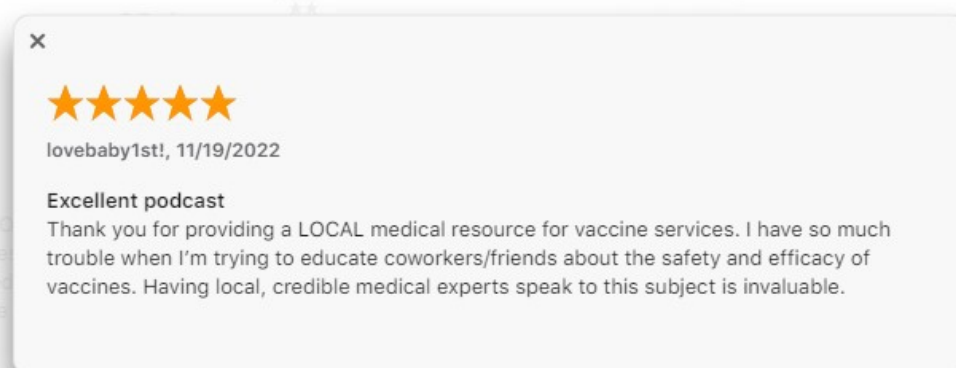 ×
lovebaby1st!, 11/19/2022
Excellent podcast
Thank you for providing a LOCAL medical resource for vaccine services. I have so much
trouble when I'm trying to educate coworkers/friends about the safety and efficacy of
vaccines. Having local, credible medical experts speak to this subject is invaluable.